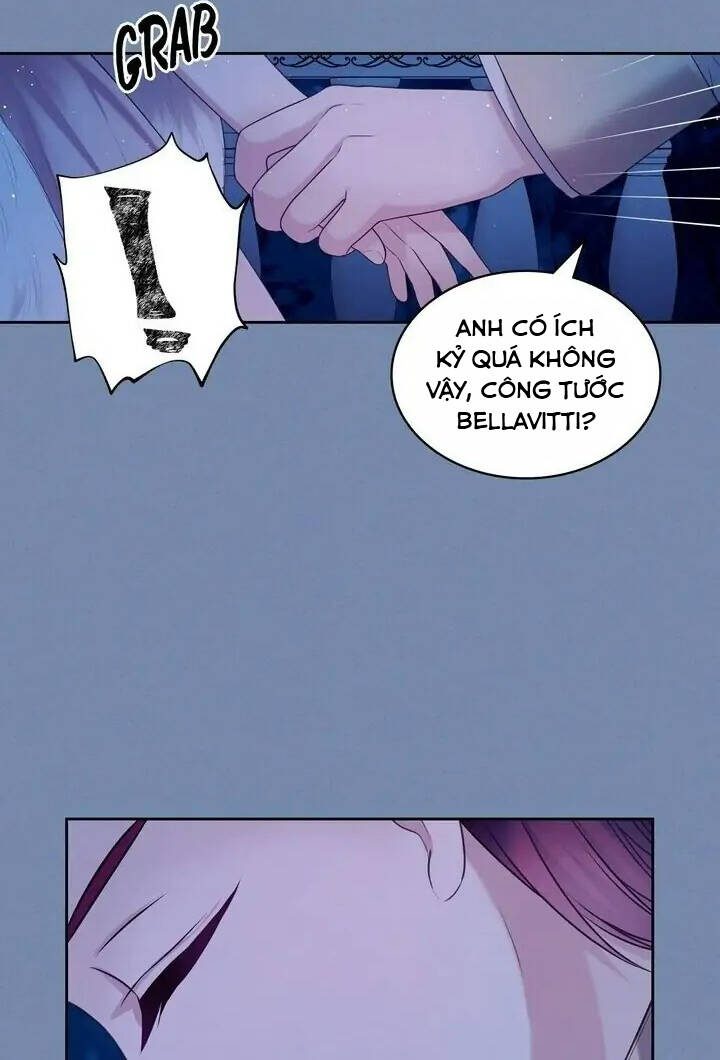 GRAB
!
ANH CÓ ÍCH
KỶ QUÁ KHÔNG
VẬY, CÔNG TƯỚC
BELLAVITTI?